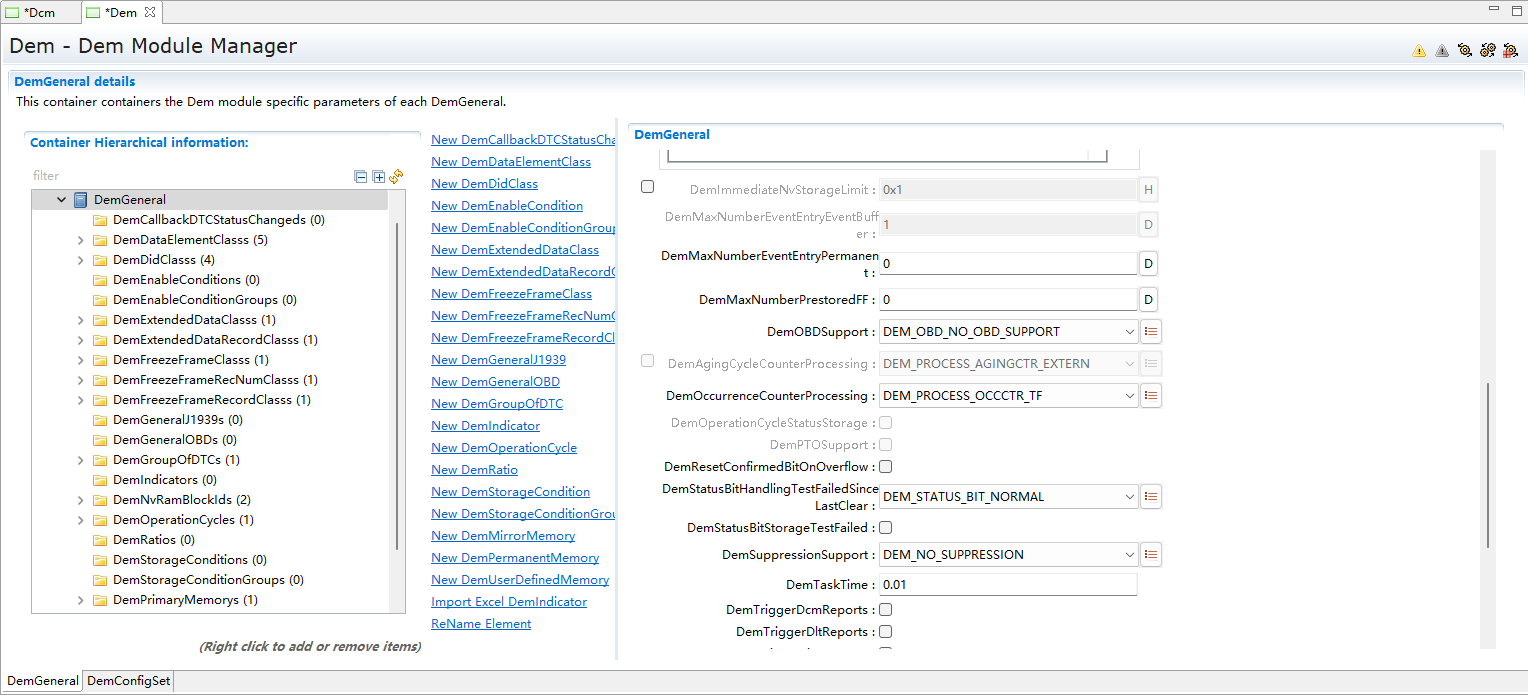 *Dcm
*Dem
Dem - Dem Module Manager
DemGeneral details
This container containers the Dem module specific parameters of each DemGeneral.
Container Hierarchical information:
filter
DemGeneral
DemCallbackDTCStatusChangeds (0)
DemDataElementClasss (5)
DemDidClasss (4)
DemEnableConditions (0)
DemEnableConditionGroups (0)
DemExtendedDataClasss (1)
DemExtendedDataRecordClasss (1)
DemFreezeFrameClasss (1)
DemFreezeFrameRecNumClasss (1)
DemFreezeFrameRecordClasss (1)
DemGeneralJ1939s (0)
DemGeneralOBDs (0)
DemGroupOfDTCs (1)
DemIndicators (0)
DemNvRamBlockIds (2)
DemOperationCycles (1)
DemRatios (0)
DemStorageConditions (0)
DemStorageConditionGroups (0)
DemPrimaryMemorys (1)
(Right click to add or remove items)
New DemCallbackDTCStatusCha
New DemDataElementClass
New DemDidClass
New DemEnableCondition
New DemEnableConditionGroup
New DemExtendedDataClass
New DemExtendedDataRecordC
New DemFreezeFrameClass
New DemFreezeFrameRecNumC
New DemFreezeFrameRecordCl
New DemGeneralJ1939
New DemGeneralOBD
New DemGroupOfDTC
New DemIndicator
New DemOperationCycle
New DemRatio
New DemStorageCondition
New DemStorageConditionGrou
New DemMirrorMemory
New DemPermanentMemory
New DemUserDefinedMemory
Import Excel DemIndicator
ReName Element
DemGeneral
DemImmediateNvStorageLimit : 0x1 H
DemMaxNumberEventEntryEventBuff
er : 1 D
DemMaxNumberEventEntryPermanen
t : 0 D
DemMaxNumberPrestoredFF : 0 D
DemOBDSupport : DEM_OBD_NO_OBD_SUPPORT
DemAgingCycleCounterProcessing : DEM_PROCESS_AGINGCTR_EXTERN
DemOccurrenceCounterProcessing : DEM_PROCESS_OCCCTR_TF
DemOperationCycleStatusStorage :
DemPTOSupport :
DemResetConfirmedBitOnOverflow :
DemStatusBitHandlingTestFailedSince
LastClear : DEM_STATUS_BIT_NORMAL
DemStatusBitStorageTestFailed :
DemSuppressionSupport : DEM_NO_SUPPRESSION
DemTaskTime : 0.01
DemTriggerDcmReports :
DemTriggerDltReports :
DemGeneral
DemConfigSet